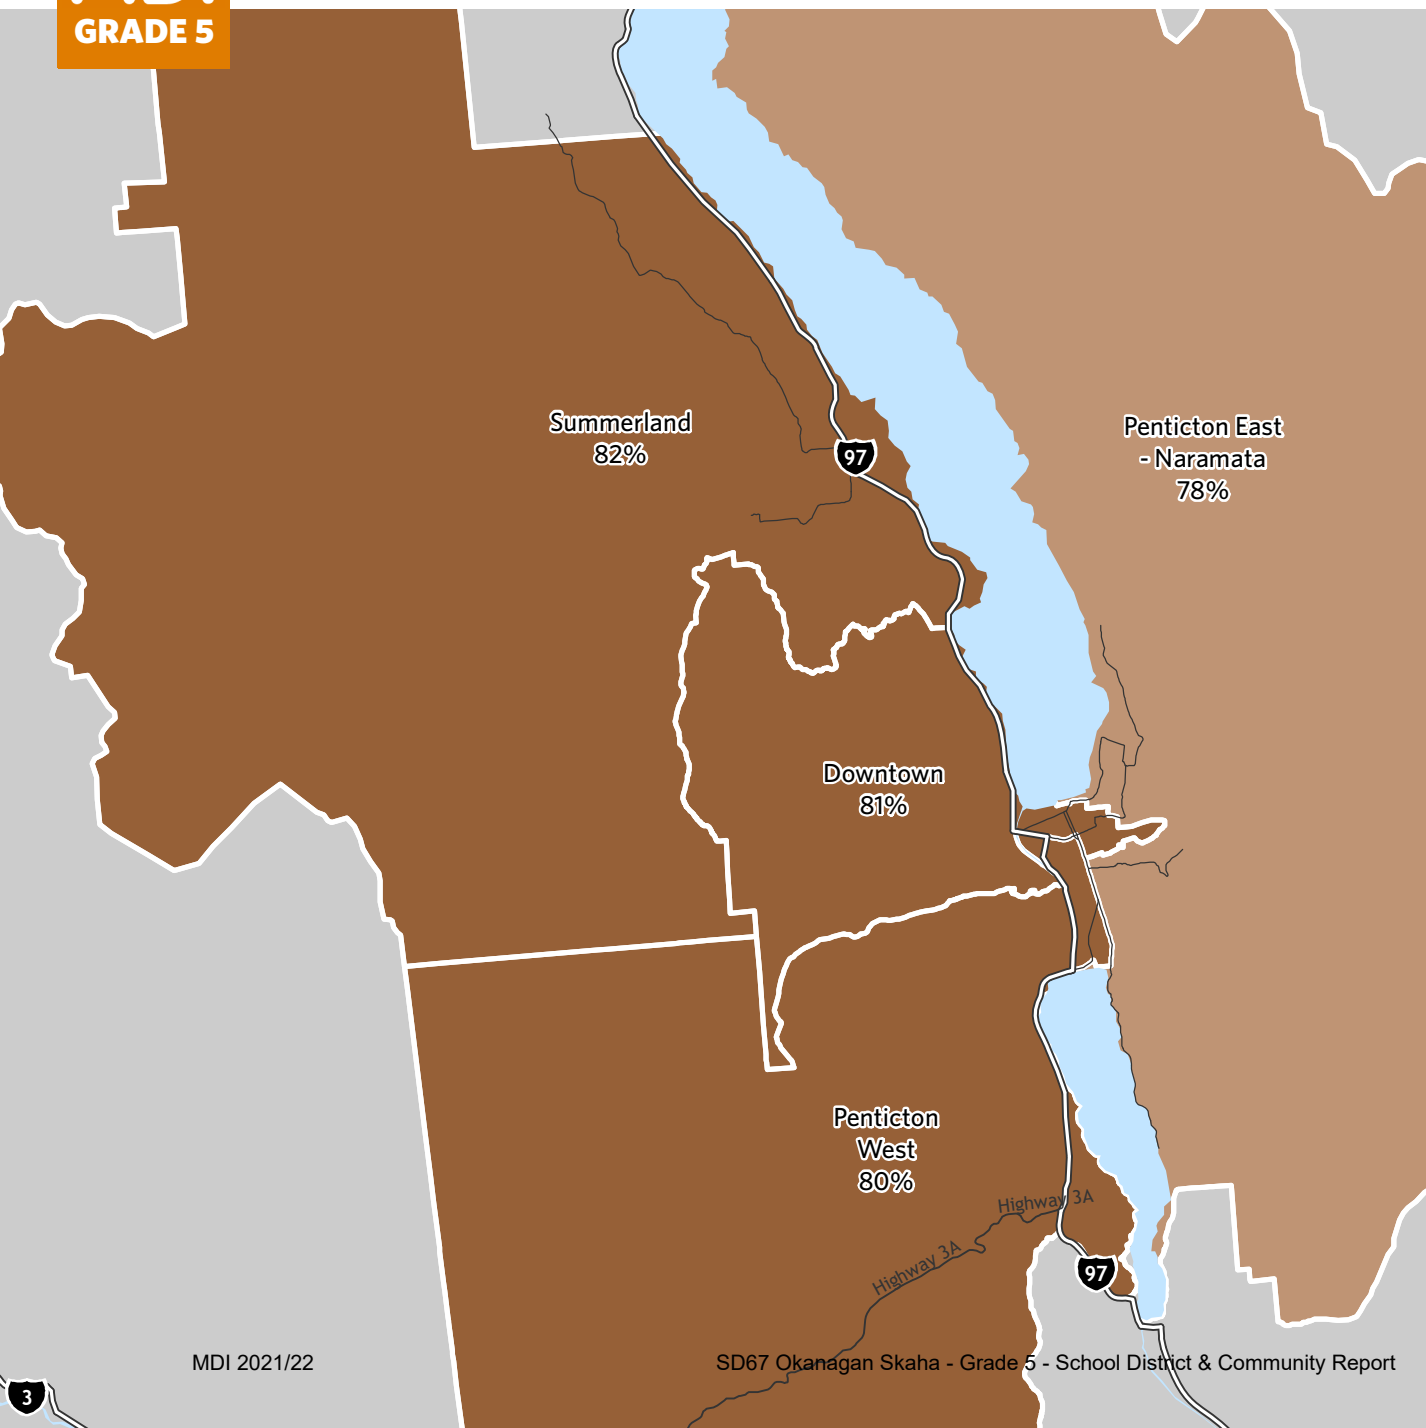 GRADE 5
Summerland
82%
97
Penticton East
- Naramata
78%
Downtown
81%
Penticton
West
80%
Highway 3A
Highway 3A
97
MDI 2021/22
SD67 Okanagan Skaha - Grade 5 - School District & Community Report
3